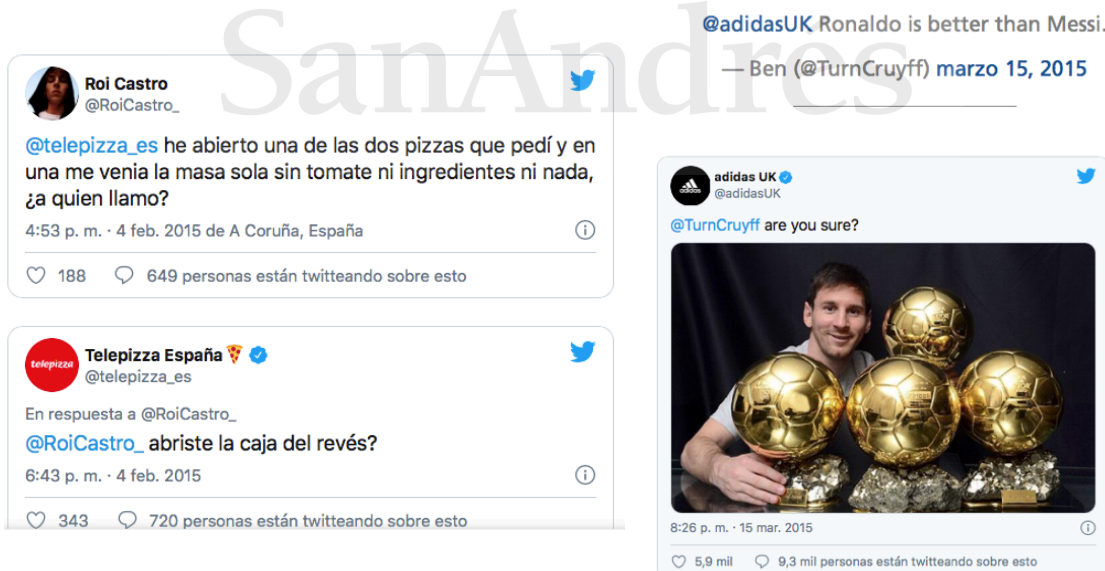 SanAndrés
Roi Castro
@RoiCastro_
@telepizza_es he abierto una de las dos pizzas que pedí y en
una me venia la masa sola sin tomate ni ingredientes ni nada,
¿a quien llamo?
4:53 p. m. · 4 feb. 2015 de A Coruña, España
188 649 personas están twitteando sobre esto
telepizza
Telepizza España
@telepizza_es
En respuesta a @RoiCastro_
@RoiCastro_ abriste la caja del revés?
6:43 p. m. · 4 feb. 2015
343 720 personas están twitteando sobre esto
@adidasUK Ronaldo is better than Messi.
— Ben (@TurnCruyff) marzo 15, 2015
adidas
adidas UK
@adidasUK
@TurnCruyff are you sure?
8:26 p. m. · 15 mar. 2015
5,9 mil 9,3 mil personas están twitteando sobre esto